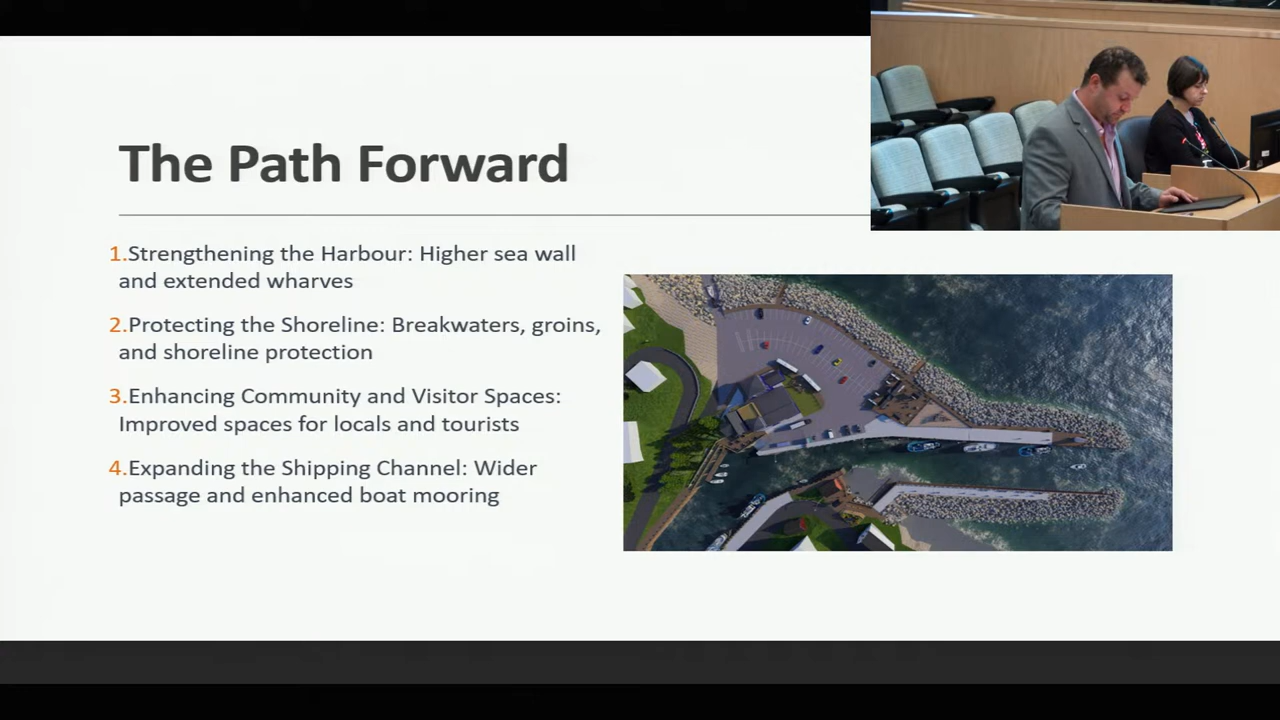 The Path Forward
1.Strengthening the Harbour: Higher sea wall
and extended wharves
2.Protecting the Shoreline: Breakwaters, groins,
and shoreline protection
3.Enhancing Community and Visitor Spaces:
Improved spaces for locals and tourists
4.Expanding the Shipping Channel: Wider
passage and enhanced boat mooring